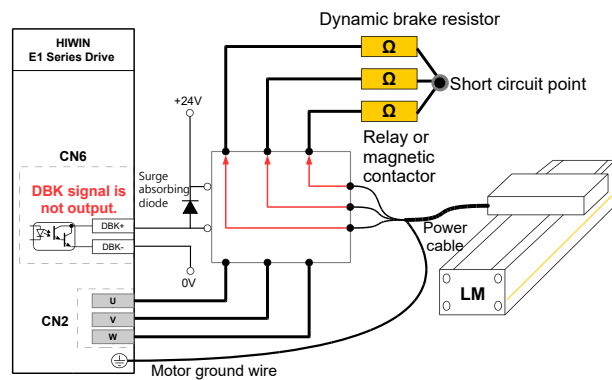 Dynamic brake resistor
HIWIN
E1 Series Drive
Ω
Ω
Ω
Short circuit point
+24V
Relay or
magnetic
contactor
CN6
DBK signal is
not output.
Surge
absorbing
diode
DBK+
DBK-
Power
cable
0V
LM
CN2
U
V
W
Motor ground wire